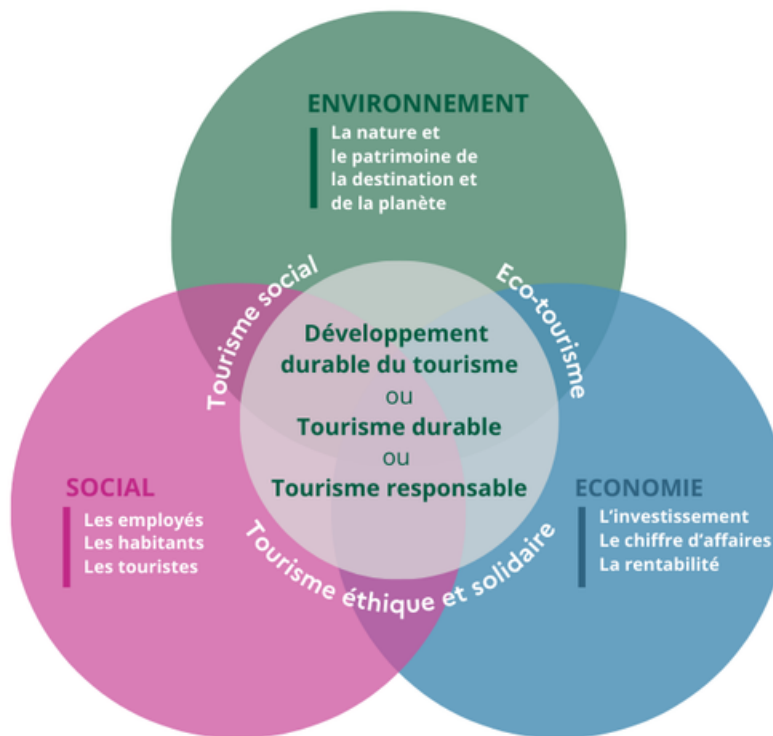 ENVIRONNEMENT
La nature et
le patrimoine de
la destination et
de la planète
Tourisme social
Eco-tourisme
Développement
durable du tourisme
ou
Tourisme durable
ou
Tourisme responsable
SOCIAL
Les employés
Les habitants
Les touristes
ECONOMIE
L’investissement
Le chiffre d’affaires
La rentabilité
Tourisme éthique et solidaire